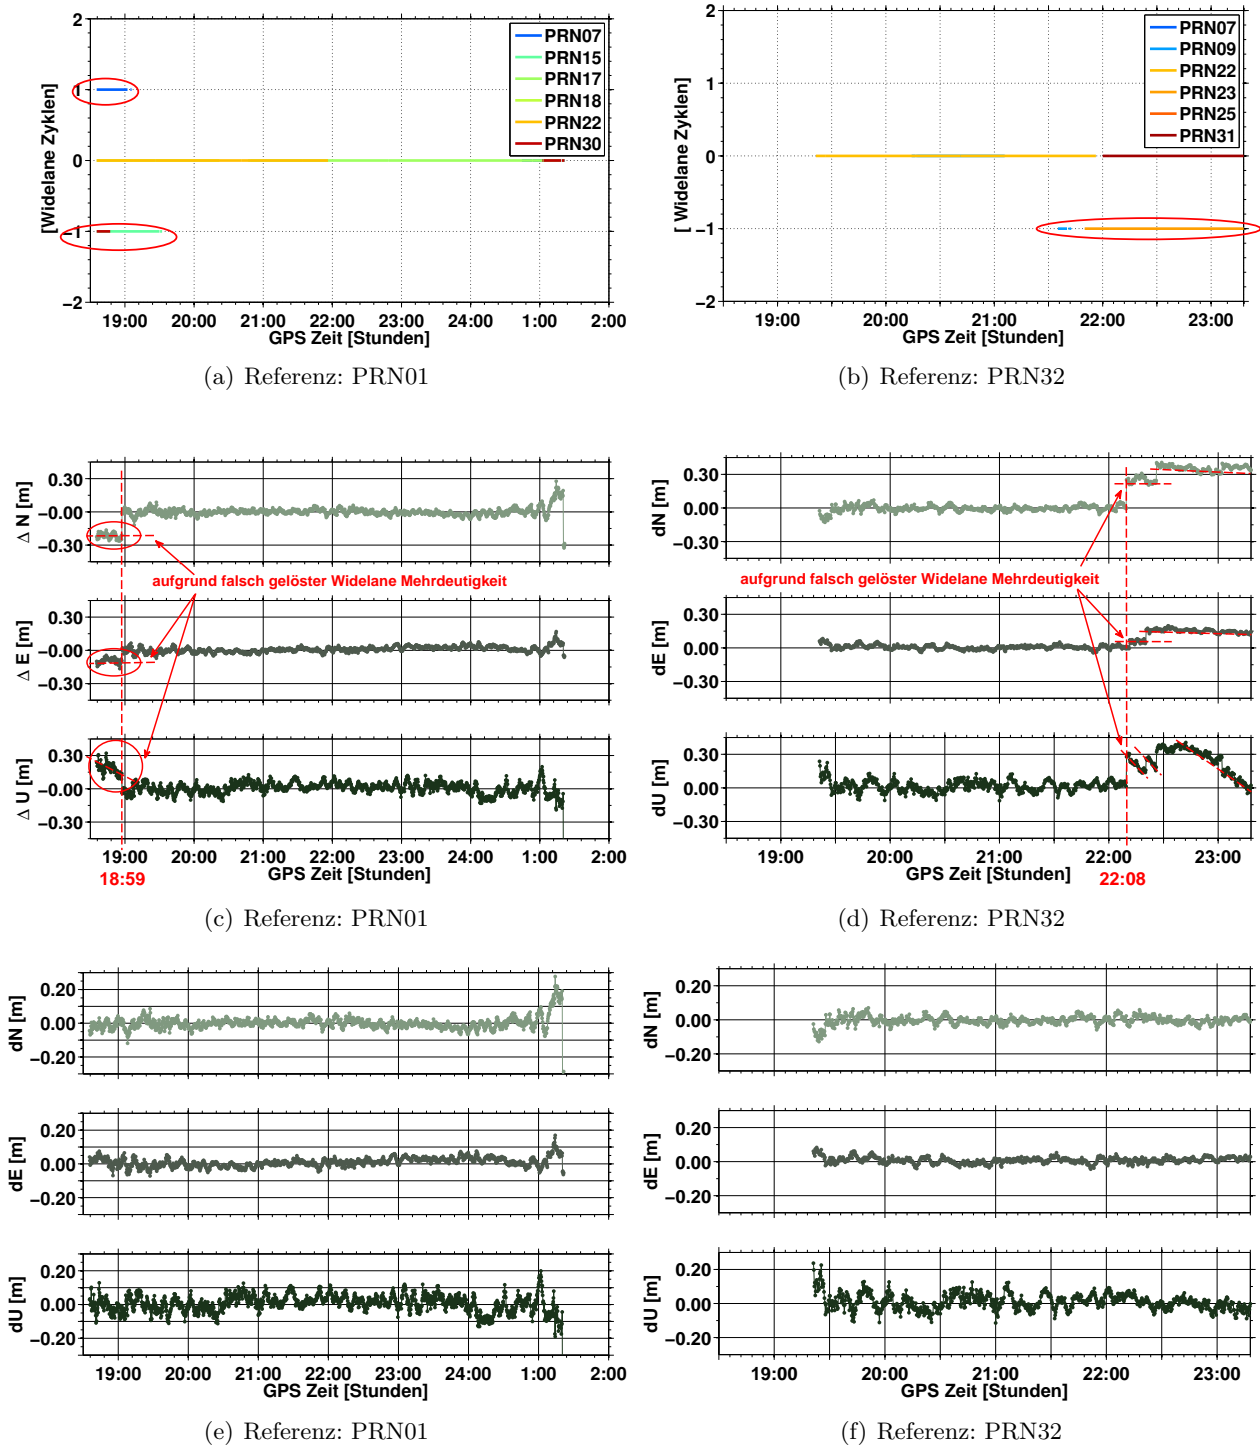 2
1
0
−1
−2
[Widelane Zyklen]
PRN07
PRN15
PRN17
PRN18
PRN22
PRN30
19:00 20:00 21:00 22:00 23:00 24:00 1:00 2:00
GPS Zeit [Stunden]
(a) Referenz: PRN01
2
1
0
−1
−2
[ Widelane Zyklen]
PRN07
PRN09
PRN22
PRN23
PRN25
PRN31
19:00 20:00 21:00 22:00 23:00
GPS Zeit [Stunden]
(b) Referenz: PRN32
Δ N [m]
0.30
0.00
−0.30
aufgrund falsch gelöster Widelane Mehrdeutigkeit
Δ E [m]
0.30
−0.00
−0.30
Δ U [m]
0.30
−0.00
−0.30
19:00 20:00 21:00 22:00 23:00 24:00 1:00 2:00
18:59
GPS Zeit [Stunden]
(c) Referenz: PRN01
dN [m]
0.30
0.00
−0.30
aufgrund falsch gelöster Widelane Mehrdeutigkeit
dE [m]
0.30
0.00
−0.30
dU [m]
0.30
0.00
−0.30
19:00 20:00 21:00 22:00 23:00
GPS Zeit [Stunden]
22:08
(d) Referenz: PRN32
dN [m]
0.20
0.00
−0.20
dE [m]
0.20
0.00
−0.20
dU [m]
0.20
0.00
−0.20
19:00 20:00 21:00 22:00 23:00 24:00 1:00 2:00
GPS Zeit [Stunden]
(e) Referenz: PRN01
dN [m]
0.20
0.00
−0.20
dE [m]
0.20
0.00
−0.20
dU [m]
0.20
0.00
−0.20
19:00 20:00 21:00 22:00 23:00
GPS Zeit [Stunden]
(f) Referenz: PRN32